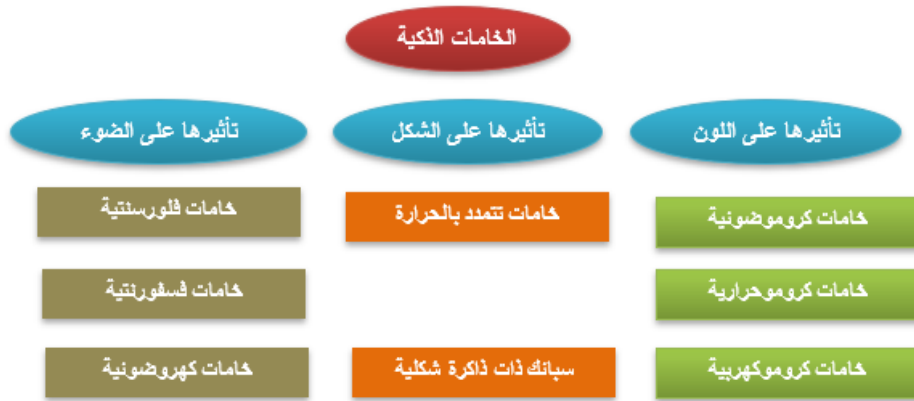 الخامات الذكية
تأثيرها على اللون
تأثيرها على الشكل
تأثيرها على الضوء
خامات كروموضوئية
خامات تتمدد بالحرارة
خامات فلورسنتية
خامات كروموحرارية
خامات فسفورنتية
خامات كروموكهربية
سبائك ذات ذاكرة شكلية
خامات كهروضوئية